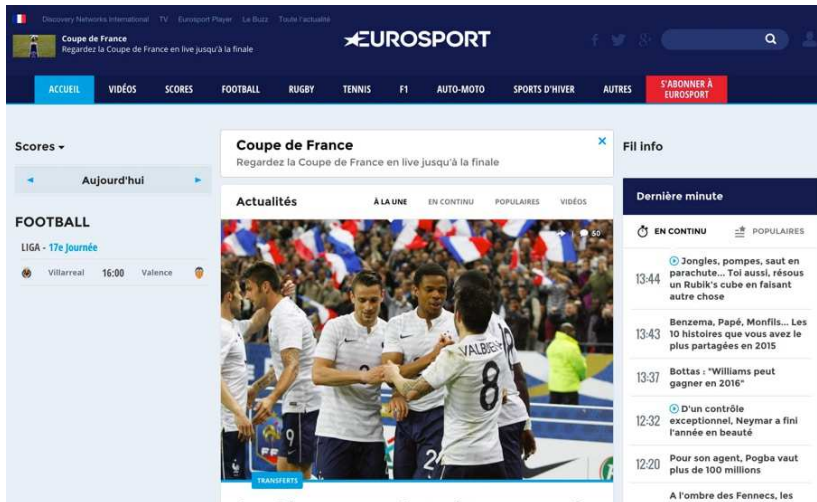 Discovery Networks International TV Eurosport Player Le Buzz Toute l'actualité
Coupe de France
Regardez la Coupe de France en live jusqu'à la finale
EUROSPORT
ACCUEIL VIDÉOS SCORES FOOTBALL RUGBY TENNIS F1 AUTO-MOTO SPORTS D'HIVER AUTRES
S'ABONNER À
EUROSPORT
Scores
Aujourd'hui
FOOTBALL
LIGA - 17e Journée
Villarreal 16:00 Valence
Coupe de France
Regardez la Coupe de France en live jusqu'à la finale
Actualités À LA UNE EN CONTINU POPULAIRES VIDÉOS
50
VALBUENA
8
9
2
TRANSFERTS
Fil info
Dernière minute
EN CONTINU POPULAIRES
13:44
Jongles, pompes, saut en
parachute... Toi aussi, résous
un Rubik's cube en faisant
autre chose
13:43
Benzema, Papé, Monfils... Les
10 histoires que vous avez le
plus partagées en 2015
13:37
Bottas : "Williams peut
gagner en 2016"
12:32
D'un contrôle
exceptionnel, Neymar a fini
l'année en beauté
12:20
Pour son agent, Pogba vaut
plus de 100 millions
A l'ombre des Fennecs, les